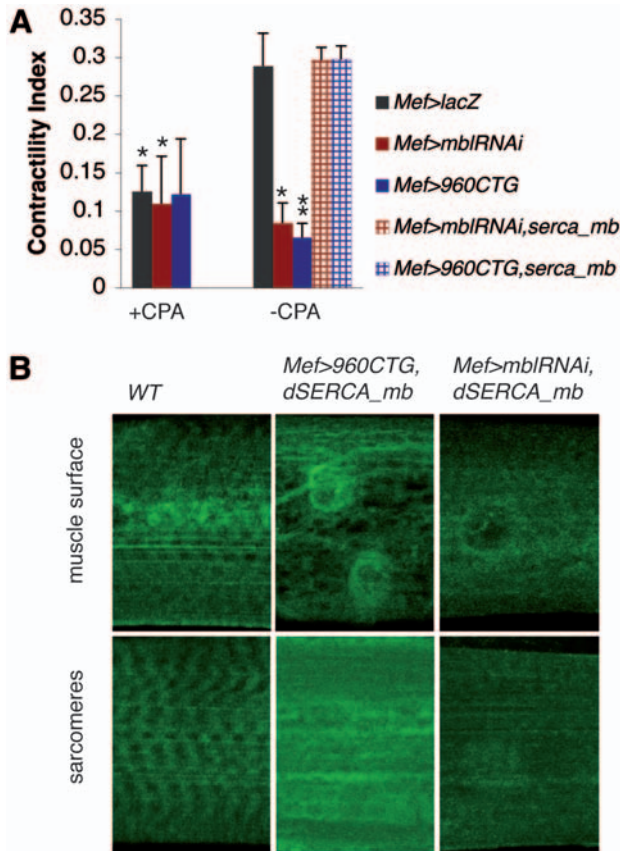 A
Contractility Index
0.35
0.3
0.25
0.2
0.15
0.1
0.05
0
* *
* **
+CPA -CPA
Mef>lacZ
Mef>mblRNAi
Mef>960CTG
Mef>mblRNAi,serca_mb
Mef>960CTG,serca_mb
B
WT
Mef>960CTG,
dSERCA_mb
Mef>mblRNAi,
dSERCA_mb
muscle surface
sarcomeres